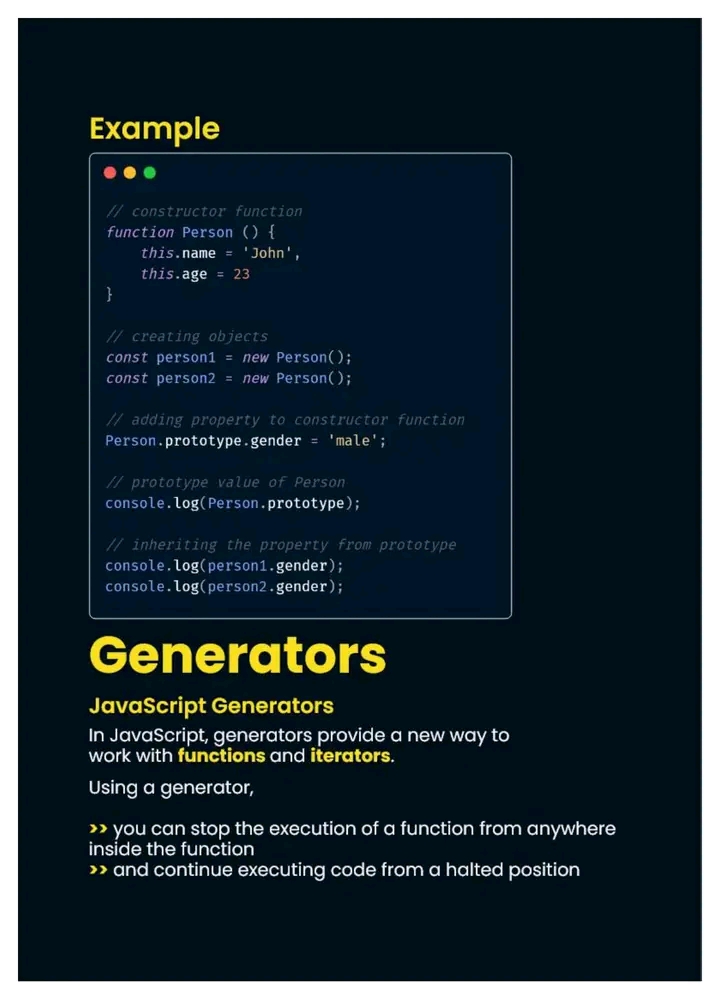 Example
// constructor function
function Person () {
    this.name = 'John',
    this.age = 23
}
// creating objects
const person1 = new Person();
const person2 = new Person();
// adding property to constructor function
Person.prototype.gender = 'male';
// prototype value of Person
console.log(Person.prototype);
// inheriting the property from prototype
console.log(person1.gender);
console.log(person2.gender);
Generators
JavaScript Generators
In JavaScript, generators provide a new way to
work with functions and iterators.
Using a generator,
>> you can stop the execution of a function from anywhere
inside the function
>> and continue executing code from a halted position